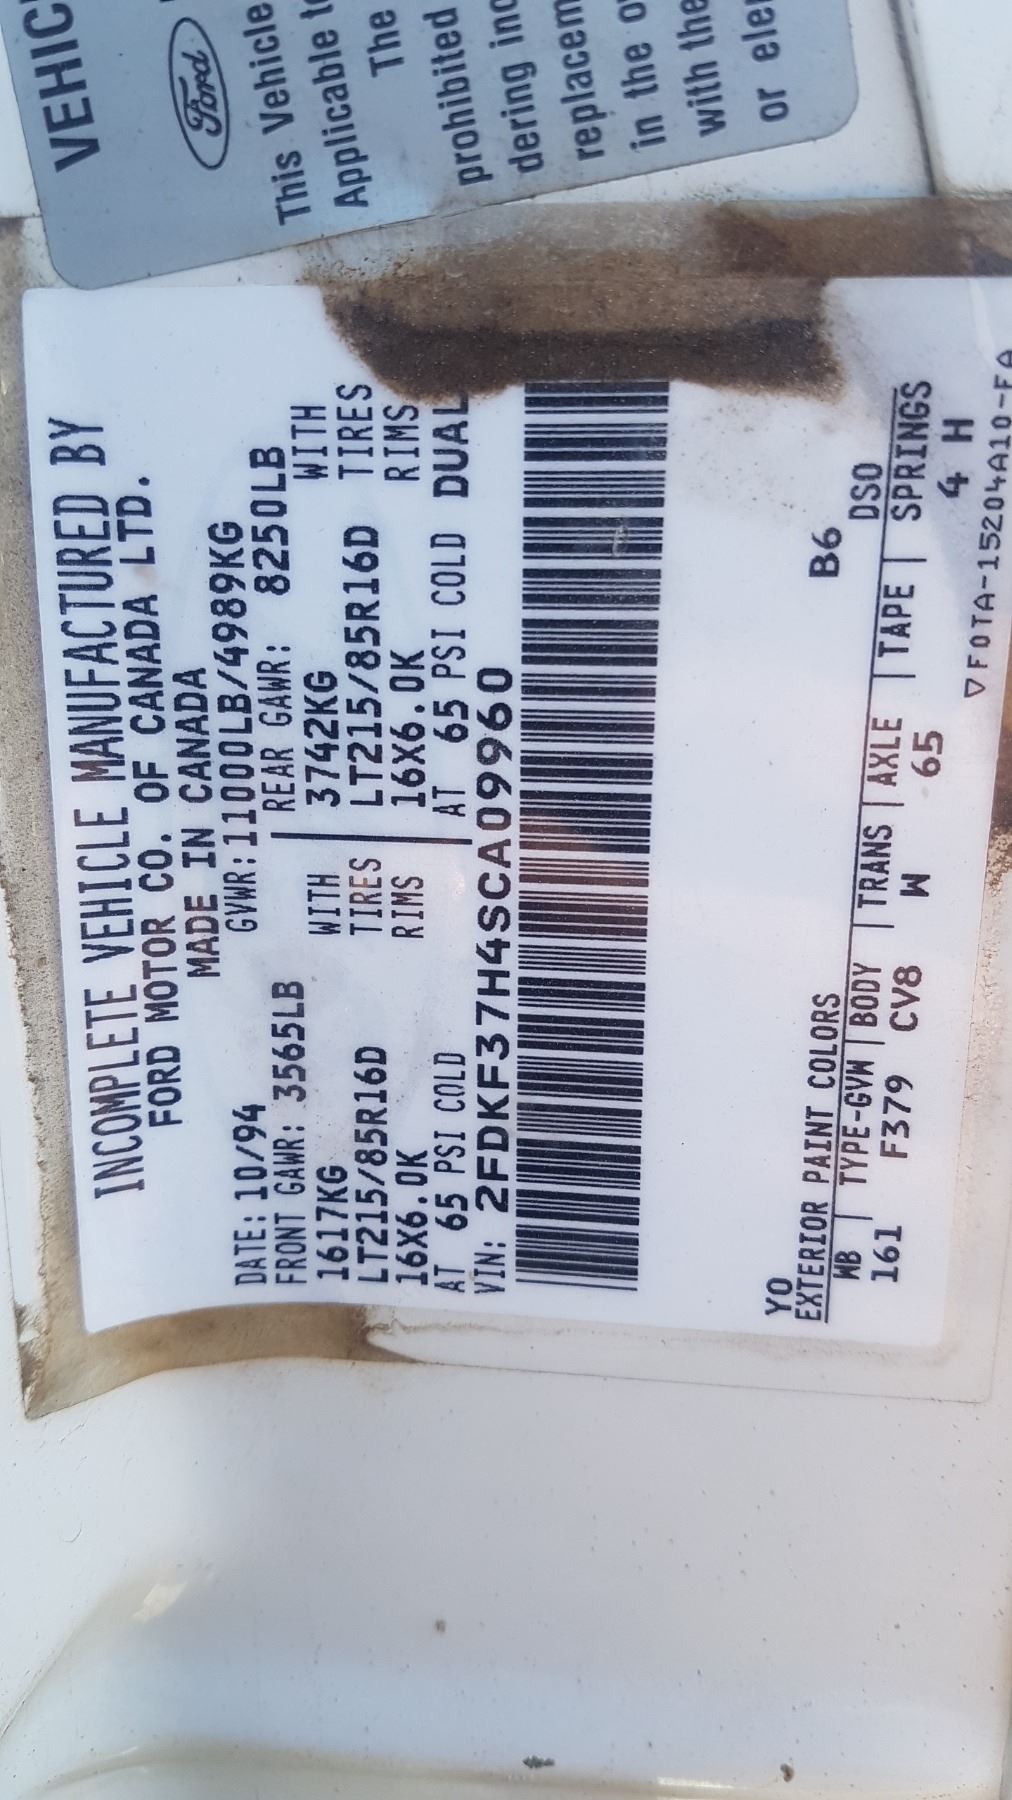 VEHIC
Ford
This Vehicle
Applicable to
The
prohibited
dering inc
replacem
in the o
with the
or ele
INCOMPLETE VEHICLE MANUFACTURED BY
FORD MOTOR CO. OF CANADA LTD.
MADE IN CANADA
DATE: 10/94 GVWR:11000LB/4989KG
FRONT GAWR: 3565LB REAR GAWR: 8250LB
1617KG WITH 3742KG WITH
LT215/85R16D TIRES LT215/85R16D TIRES
16X6.0K RIMS 16X6.0K RIMS
AT 65 PSI COLD AT 65 PSI COLD DUAL
VIN: 2FDKF37H4SCA09960
YO B6
EXTERIOR PAINT COLORS DSO
WB | TYPE-GVW | BODY | TRANS | AXLE | TAPE | SPRINGS
161 F379 CV8 W 65 4 H
▽F0TA-15204A10-FA